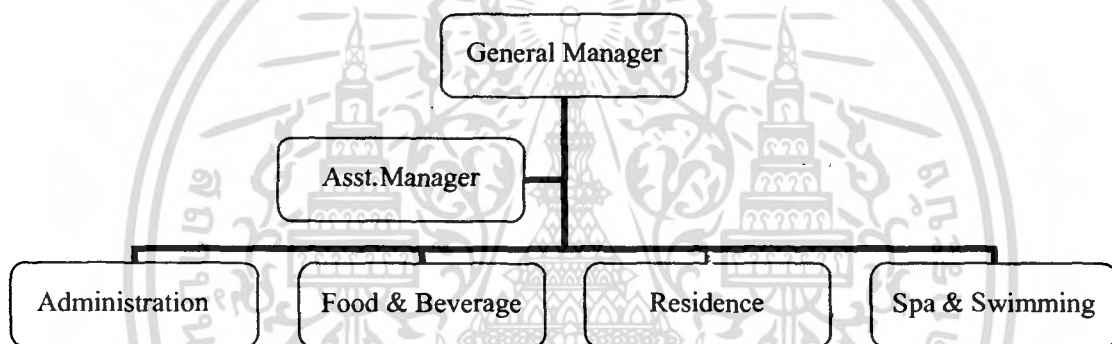 General Manager
Asst.Manager
Administration
Food & Beverage
Residence
Spa & Swimming